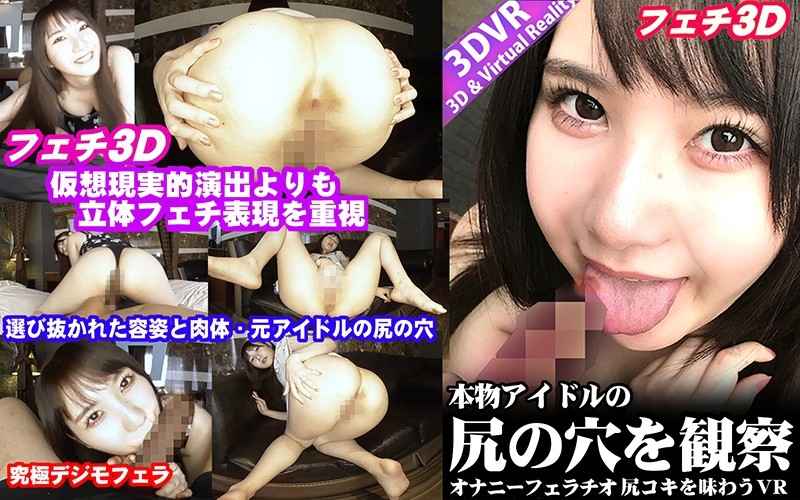 フェチ3D
仮想現実的演出よりも
立体フェチ表現を重視
選び抜かれた容姿と肉体・元アイドルの尻の穴
究極デジモフェラ
3DVR
3D & Virtual Reality
フェチ3D
本物アイドルの
尻の穴を観察
オナニーフェラチオ尻コキを味わうVR